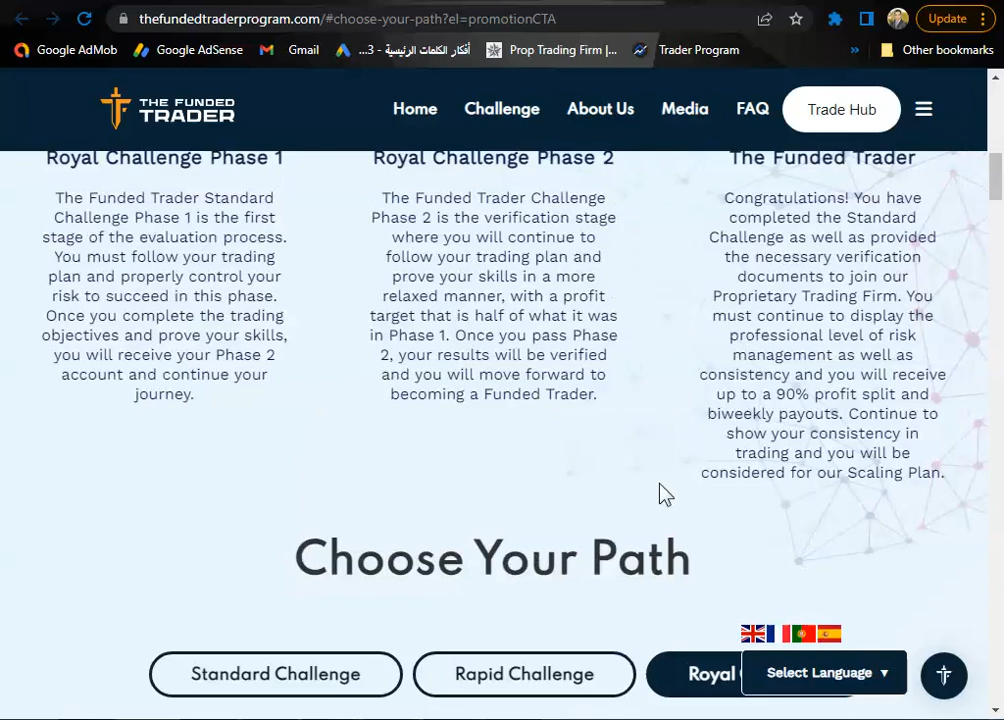 thefundedtraderprogram.com/#choose-your-path?el=promotionCTA
Update
Google AdMob
Google AdSense
Gmail
أفكار الكلمات الرئيسية - 3...
Prop Trading Firm |...
Trader Program
»
Other bookmarks
THE FUNDED
TRADER
Home
Challenge
About Us
Media
FAQ
Trade Hub
Royal Challenge Phase 1
The Funded Trader Standard
Challenge Phase 1 is the first
stage of the evaluation process.
You must follow your trading
plan and properly control your
risk to succeed in this phase.
Once you complete the trading
objectives and prove your skills,
you will receive your Phase 2
account and continue your
journey.
Royal Challenge Phase 2
The Funded Trader Challenge
Phase 2 is the verification stage
where you will continue to
follow your trading plan and
prove your skills in a more
relaxed manner, with a profit
target that is half of what it was
in Phase 1. Once you pass Phase
2, your results will be verified
and you will move forward to
becoming a Funded Trader.
The Funded Trader
Congratulations! You have
completed the Standard
Challenge as well as provided
the necessary verification
documents to join our
Proprietary Trading Firm. You
must continue to display the
professional level of risk
management as well as
consistency and you will receive
up to a 90% profit split and
biweekly payouts. Continue to
show your consistency in
trading and you will be
considered for our Scaling Plan.
Choose Your Path
Standard Challenge
Rapid Challenge
Royal
Select Language ▼